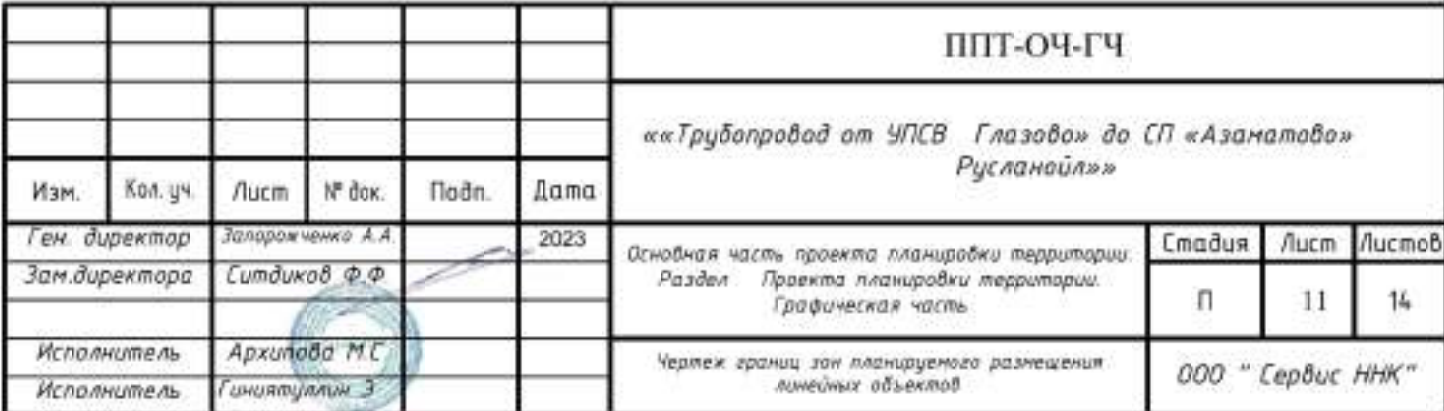 ППТ-ОЧ-ГЧ
««Трубопровод от УПСВ Глазово» до СП «Азаматово»
Русланойл»»
Изм. Кол. уч. Лист № док. Подп. Дата
Ген. директор Запорожченко А.А. 2023
Зам.директора Ситдиков Ф.Ф
Исполнитель Архипова М.С
Исполнитель Гиниятуллин З
Основная часть проекта планировки территории.
Раздел Проекта планировки территории.
Графическая часть
Стадия Лист Листов
П 11 14
Чертеж границ зон планируемого размещения
линейных объектов
ООО "Сервис ННК"